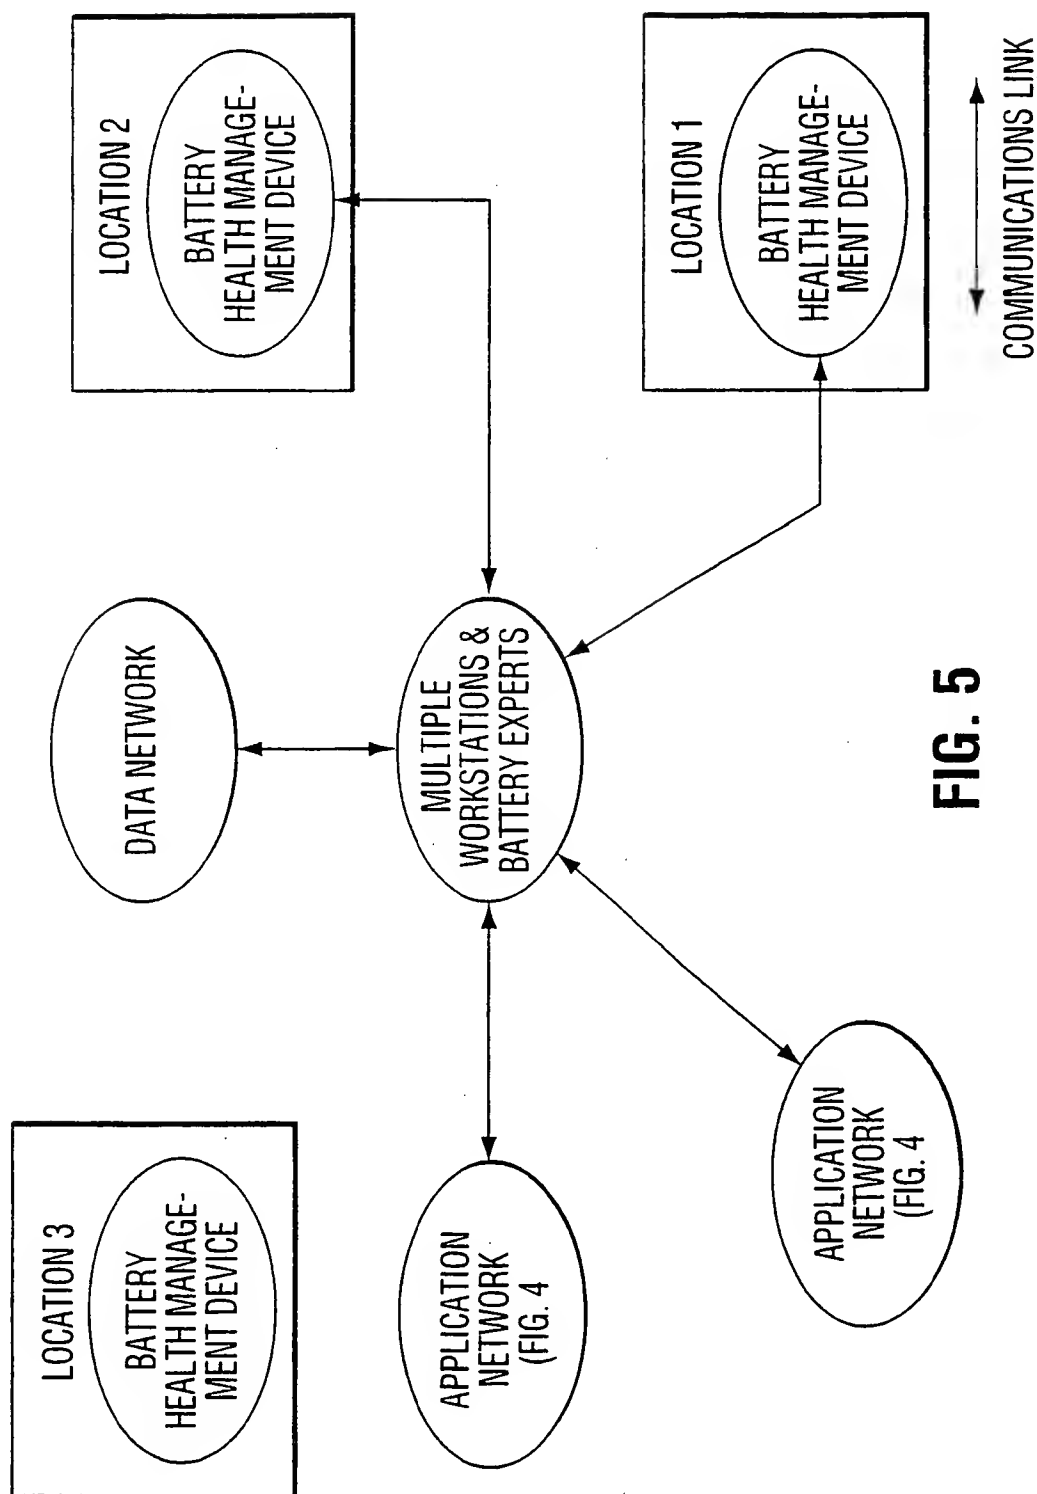 LOCATION 3
BATTERY
HEALTH MANAGE-
MENT DEVICE
DATA NETWORK
LOCATION 2
BATTERY
HEALTH MANAGE-
MENT DEVICE
APPLICATION
NETWORK
(FIG. 4
MULTIPLE
WORKSTATIONS &
BATTERY EXPERTS
LOCATION 1
BATTERY
HEALTH MANAGE-
MENT DEVICE
APPLICATION
NETWORK
(FIG. 4
COMMUNICATIONS LINK
FIG. 5